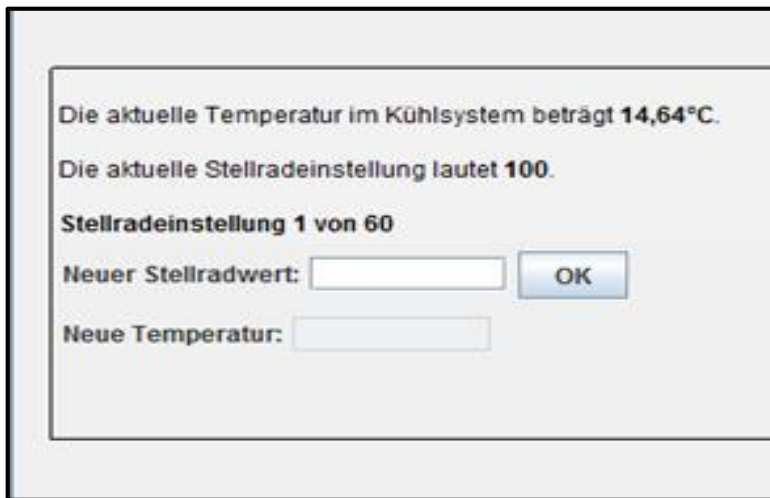 Die aktuelle Temperatur im Kühlsystem beträgt 14,64°C.
Die aktuelle Stellradeinstellung lautet 100.
Stellradeinstellung 1 von 60
Neuer Stellradwert: OK
Neue Temperatur: